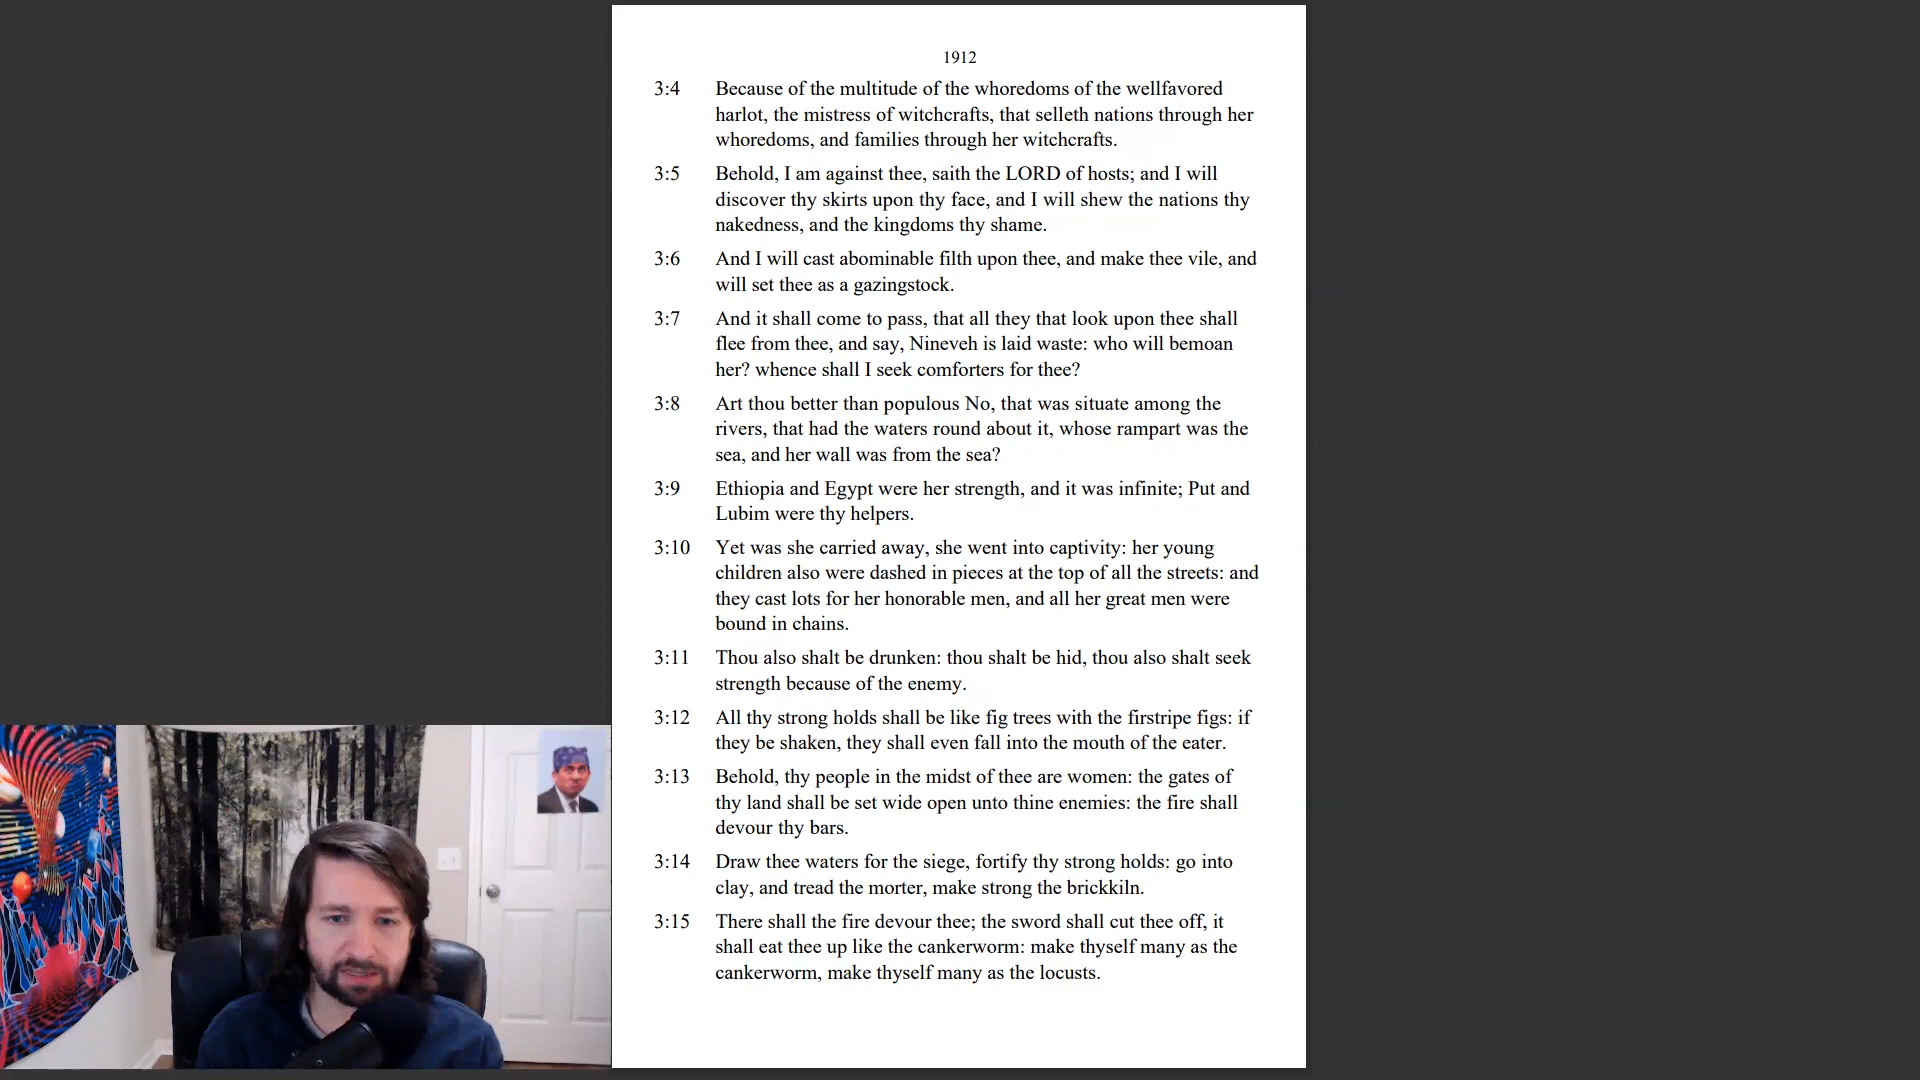 1912
3:4 Because of the multitude of the whoredoms of the wellfavored
harlot, the mistress of witchcrafts, that selleth nations through her
whoredoms, and families through her witchcrafts.
3:5 Behold, I am against thee, saith the LORD of hosts; and I will
discover thy skirts upon thy face, and I will shew the nations thy
nakedness, and the kingdoms thy shame.
3:6 And I will cast abominable filth upon thee, and make thee vile, and
will set thee as a gazingstock.
3:7 And it shall come to pass, that all they that look upon thee shall
flee from thee, and say, Nineveh is laid waste: who will bemoan
her? whence shall I seek comforters for thee?
3:8 Art thou better than populous No, that was situate among the
rivers, that had the waters round about it, whose rampart was the
sea, and her wall was from the sea?
3:9 Ethiopia and Egypt were her strength, and it was infinite; Put and
Lubim were thy helpers.
3:10 Yet was she carried away, she went into captivity: her young
children also were dashed in pieces at the top of all the streets: and
they cast lots for her honorable men, and all her great men were
bound in chains.
3:11 Thou also shalt be drunken: thou shalt be hid, thou also shalt seek
strength because of the enemy.
3:12 All thy strong holds shall be like fig trees with the firstripe figs: if
they be shaken, they shall even fall into the mouth of the eater.
3:13 Behold, thy people in the midst of thee are women: the gates of
thy land shall be set wide open unto thine enemies: the fire shall
devour thy bars.
3:14 Draw thee waters for the siege, fortify thy strong holds: go into
clay, and tread the morter, make strong the brickkiln.
3:15 There shall the fire devour thee; the sword shall cut thee off, it
shall eat thee up like the cankerworm: make thyself many as the
cankerworm, make thyself many as the locusts.